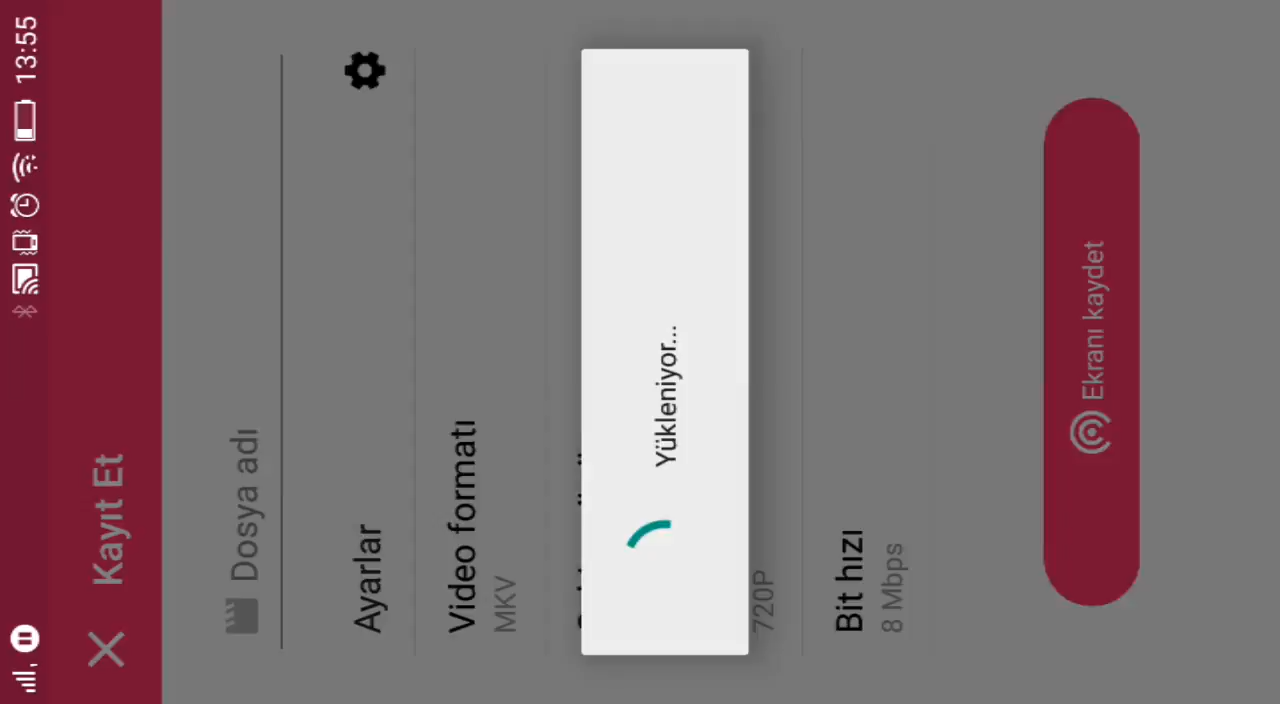 13:55
Kayıt Et
Dosya adı
Ayarlar
Video formatı
MKV
Yükleniyor...
720P
Bit hızı
8 Mbps
Ekranı kaydet